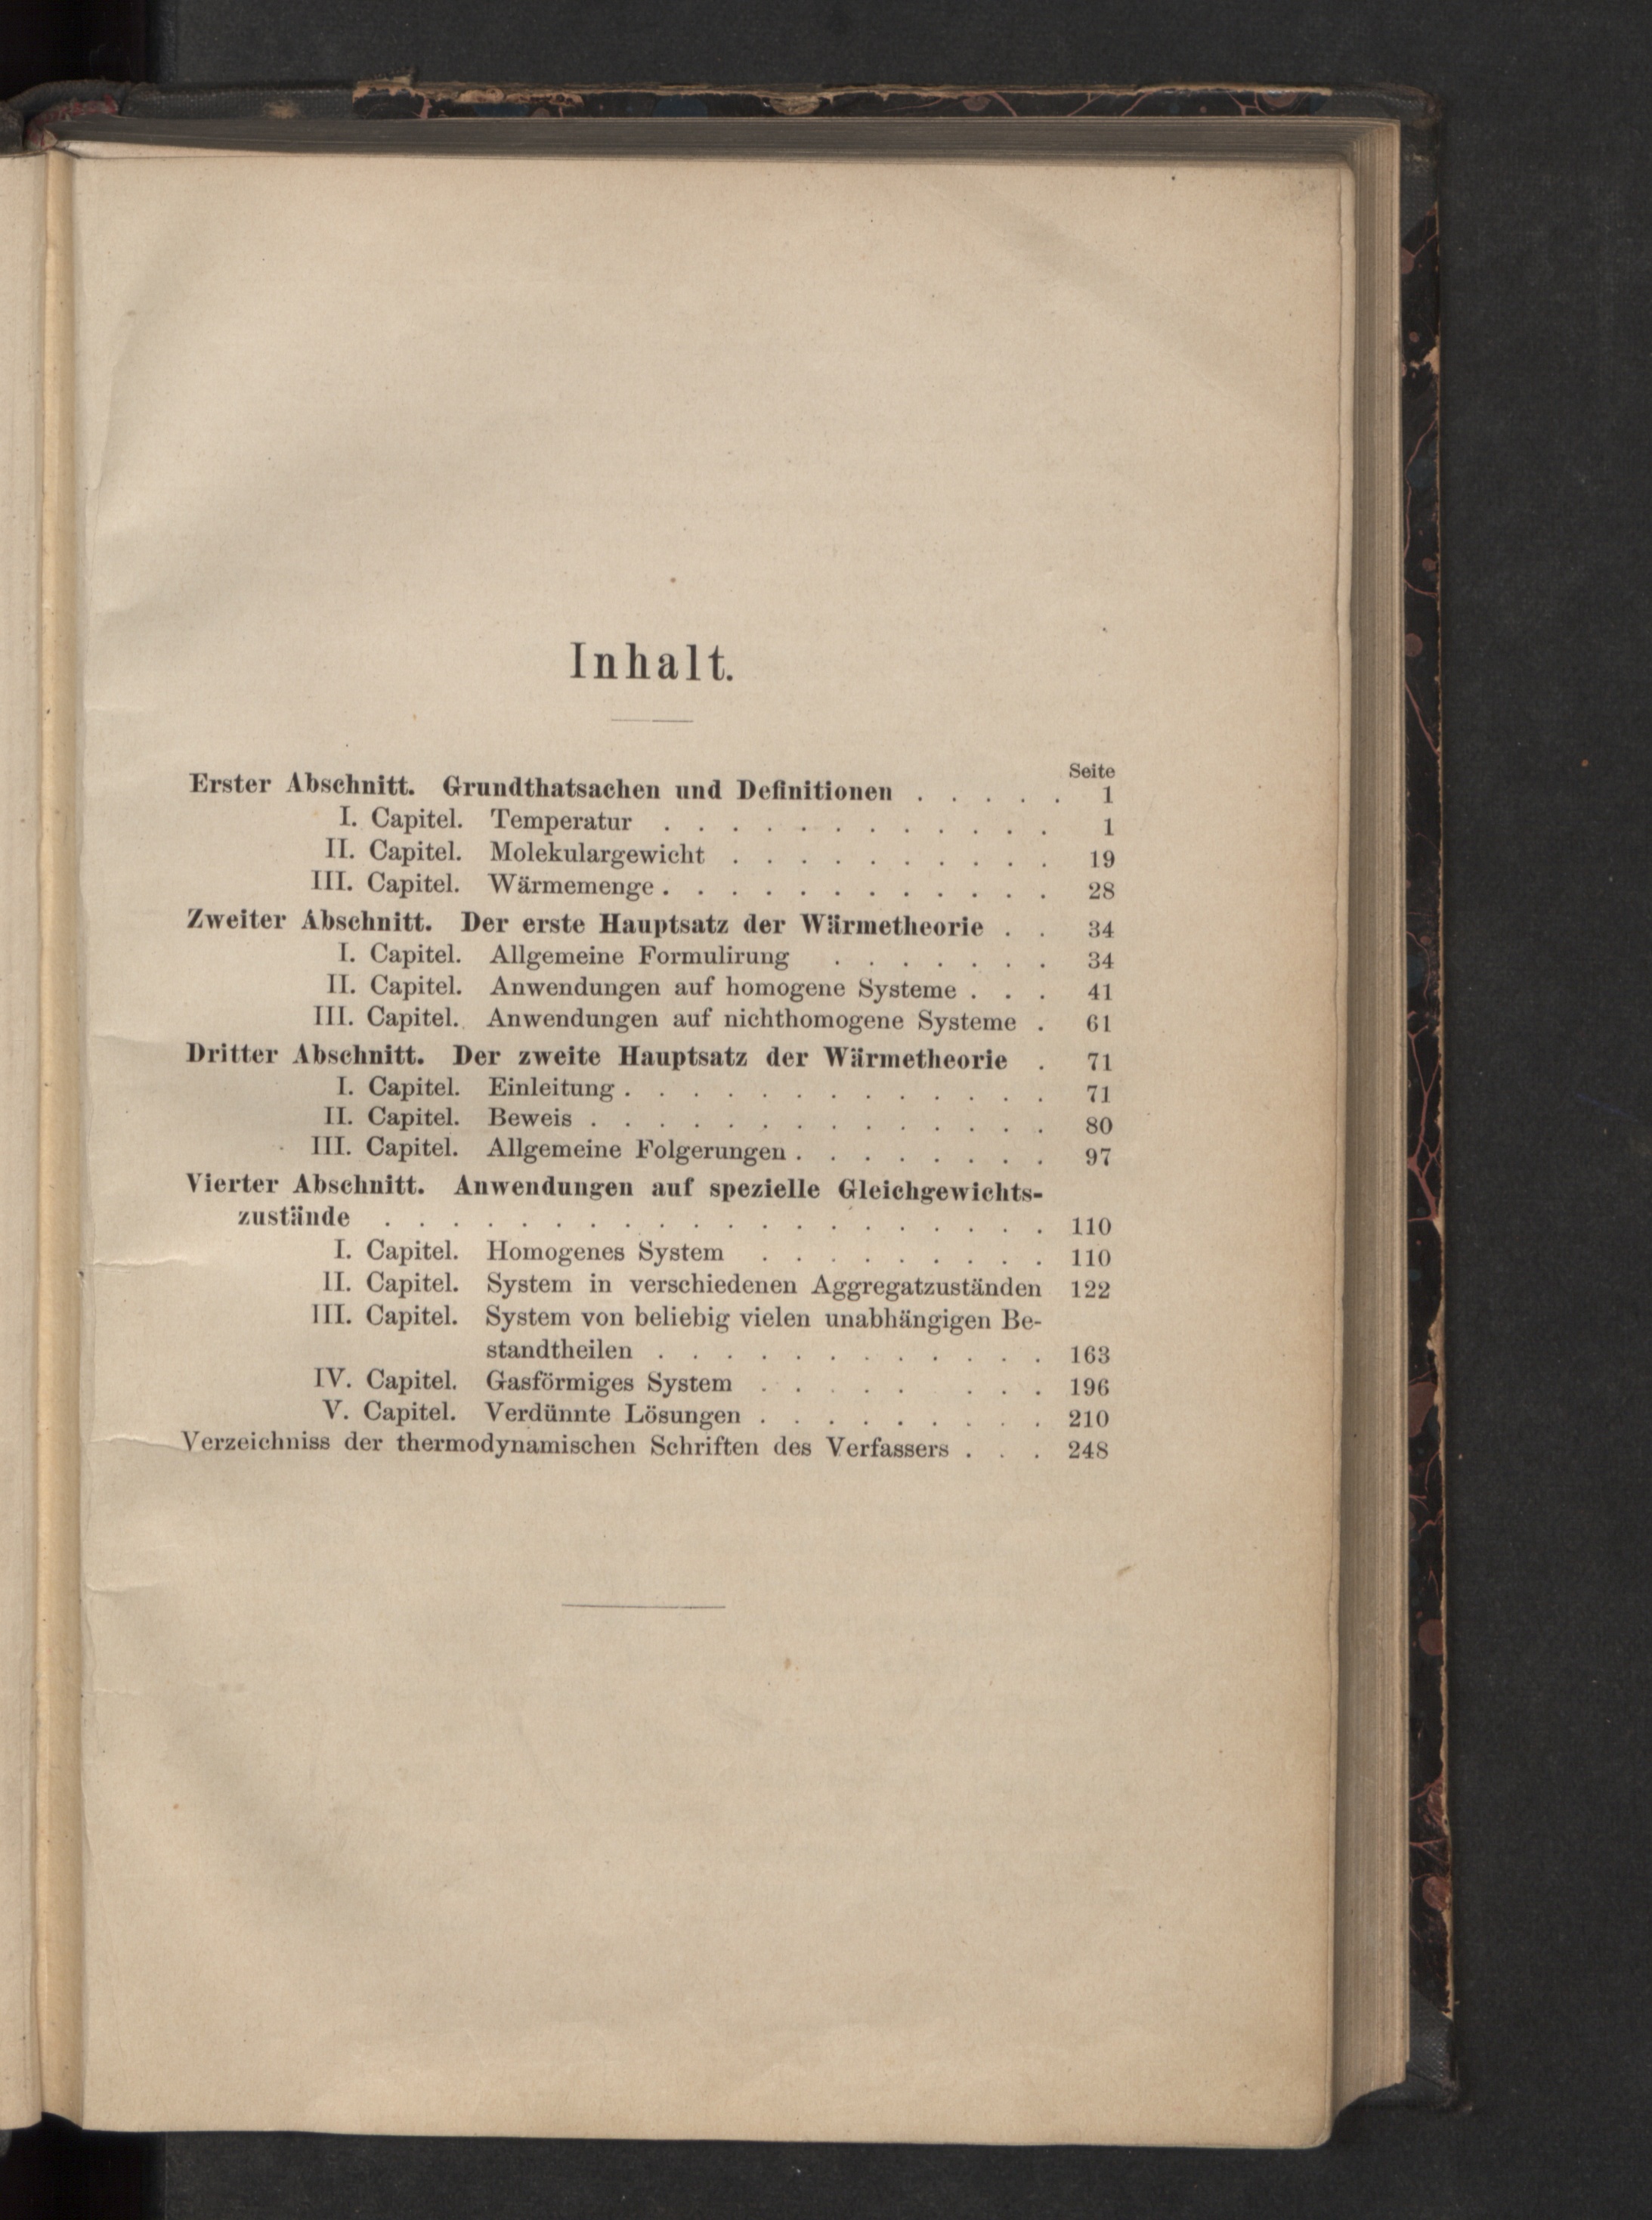 Inhalt.
Seite
Erster Abschnitt. Grundthatsachen und Definitionen . . . . . 1
I. Capitel. Temperatur . . . . . . . . . . . . 1
II. Capitel. Molekulargewicht . . . . . . . . . . 19
III. Capitel. Wärmemenge . . . . . . . . . . . . 28
Zweiter Abschnitt. Der erste Hauptsatz der Wärmetheorie . . 34
I. Capitel. Allgemeine Formulirung . . . . . . . 34
II. Capitel. Anwendungen auf homogene Systeme . . . 41
III. Capitel. Anwendungen auf nichthomogene Systeme . 61
Dritter Abschnitt. Der zweite Hauptsatz der Wärmetheorie . 71
I. Capitel. Einleitung . . . . . . . . . . . . . 71
II. Capitel. Beweis . . . . . . . . . . . . . . 80
III. Capitel. Allgemeine Folgerungen . . . . . . . . 97
Vierter Abschnitt. Anwendungen auf spezielle Gleichgewichts-
zustände . . . . . . . . . . . . . . . . . . . . 110
I. Capitel. Homogenes System . . . . . . . . . 110
II. Capitel. System in verschiedenen Aggregatzuständen 122
III. Capitel. System von beliebig vielen unabhängigen Be-
standtheilen . . . . . . . . . . . . 163
IV. Capitel. Gasförmiges System . . . . . . . . 196
V. Capitel. Verdünnte Lösungen . . . . . . . . . 210
Verzeichniss der thermodynamischen Schriften des Verfassers . . . 248